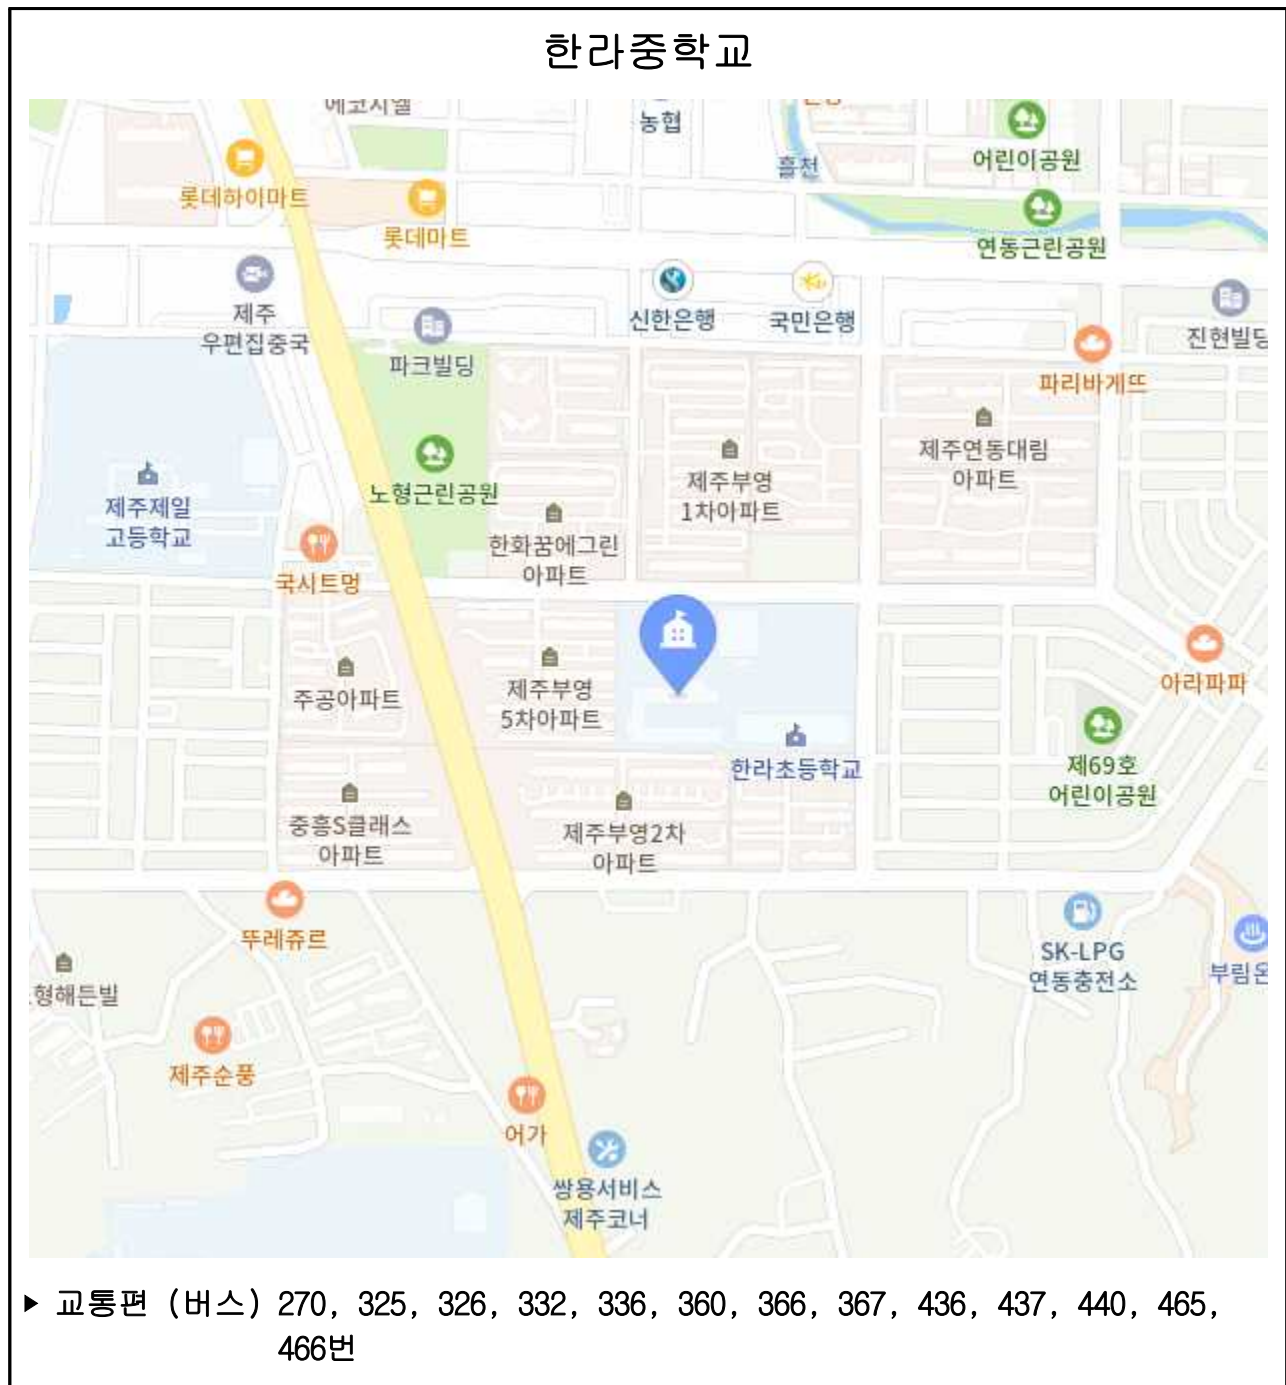 한라중학교
에코시엘
농협
흘천
어린이공원
롯데하이마트
롯데마트
연동근린공원
제주
우편집중국
파크빌딩
신한은행
국민은행
진현빌딩
파리바게뜨
제주제일
고등학교
노형근린공원
제주부영
1차아파트
제주연동대림
아파트
국시트멍
한화꿈에그린
아파트
주공아파트
제주부영
5차아파트
아라파파
한라초등학교
제69호
어린이공원
중흥S클래스
아파트
제주부영2차
아파트
뚜레쥬르
형해든빌
SK-LPG
연동충전소
부림온
제주순풍
어가
쌍용서비스
제주코너
▶ 교통편 (버스) 270, 325, 326, 332, 336, 360, 366, 367, 436, 437, 440, 465,
466번